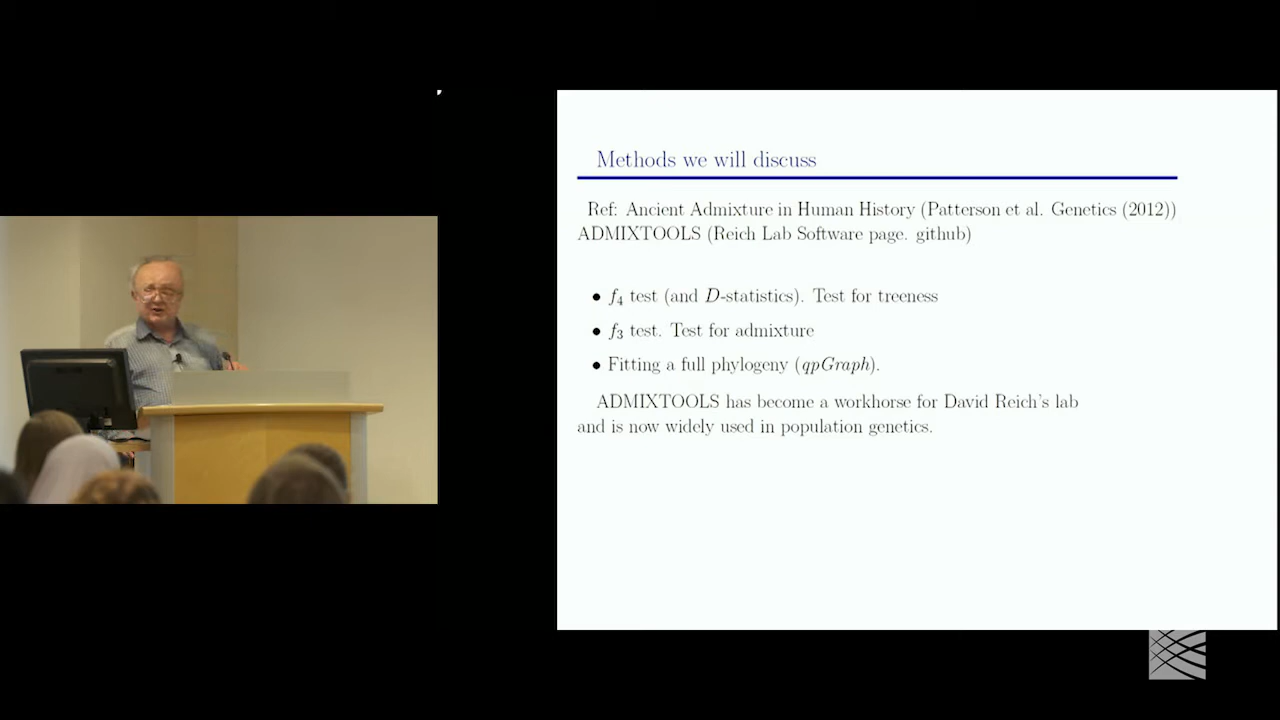 Methods we will discuss
Ref: Ancient Admixture in Human History (Patterson et al. Genetics (2012))
ADMIXTOOLS (Reich Lab Software page. github)
• f₄ test (and D-statistics). Test for treeness
• f₃ test. Test for admixture
• Fitting a full phylogeny (qpGraph).
ADMIXTOOLS has become a workhorse for David Reich's lab
and is now widely used in population genetics.